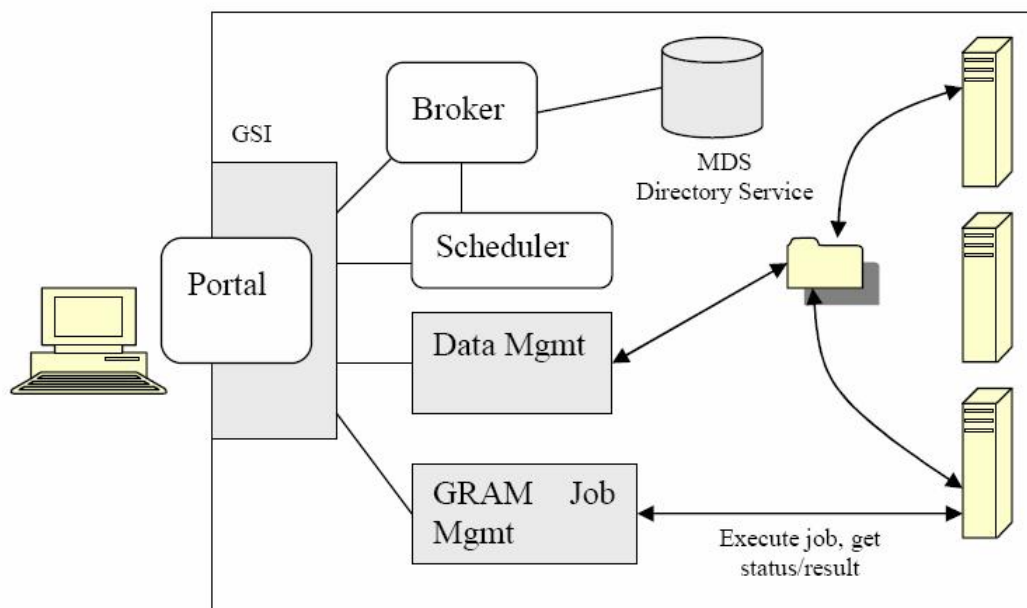 Broker
GSI
MDS
Directory Service
Scheduler
Portal
Data Mgmt
GRAM Job
Mgmt
Execute job, get
status/result